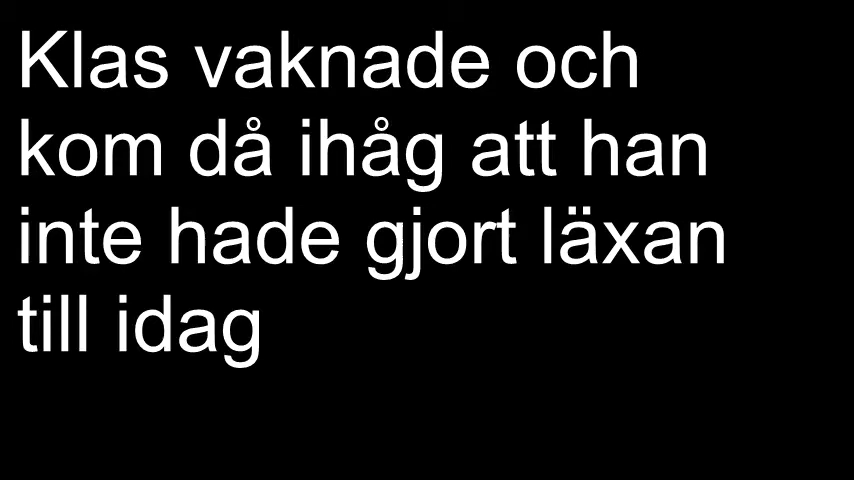 Klas vaknade och
kom då ihåg att han
inte hade gjort läxan
till idag